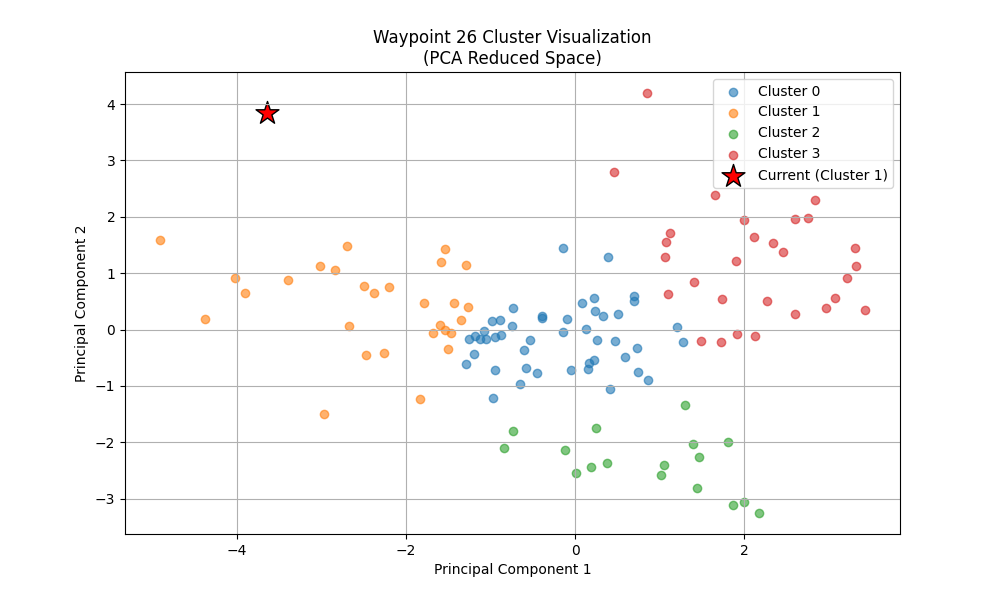 Waypoint 26 Cluster Visualization
(PCA Reduced Space)
Cluster 0
Cluster 1
Cluster 2
Cluster 3
Current (Cluster 1)
Principal Component 2
4
3
2
1
0
−1
−2
−3
−4
−2
0
2
Principal Component 1